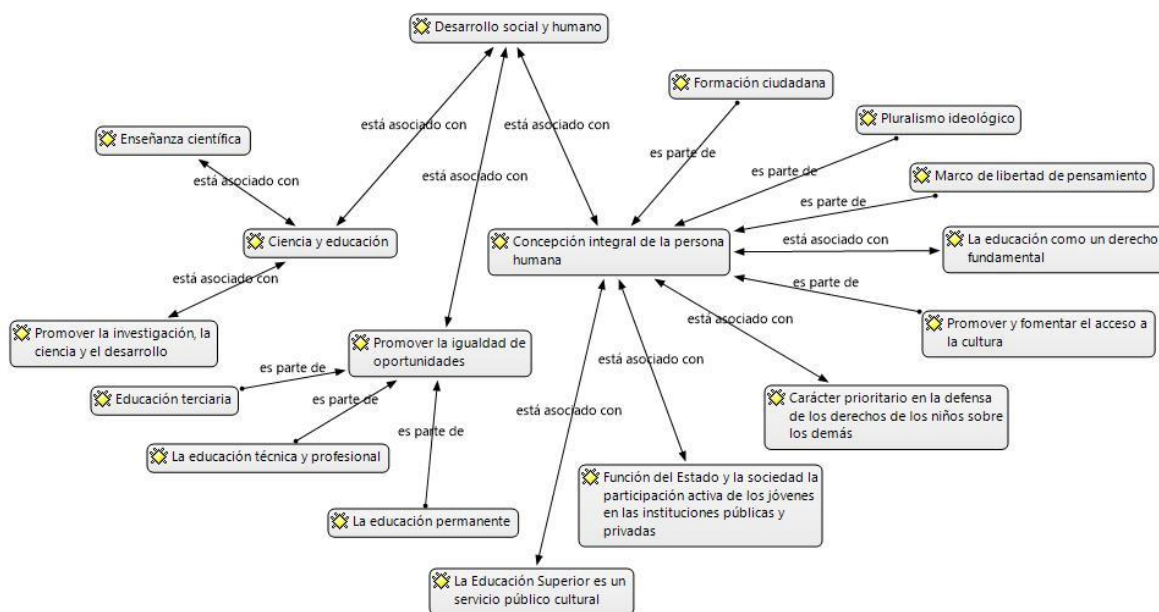 Desarrollo social y humano
Formación ciudadana
Pluralismo ideológico
está asociado con
está asociado con
Enseñanza científica
es parte de
es parte de
está asociado con
Marco de libertad de pensamiento
está asociado con
es parte de
Ciencia y educación
Concepción integral de la persona
humana
está asociado con
La educación como un derecho
fundamental
está asociado con
es parte de
Promover la investigación, la
ciencia y el desarrollo
Promover la igualdad de
oportunidades
está asociado con
Promover y fomentar el acceso a
la cultura
es parte de
está asociado con
Educación terciaria
es parte de
está asociado con
Carácter prioritario en la defensa
de los derechos de los niños sobre
los demás
es parte de
La educación técnica y profesional
Función del Estado y la sociedad la
participación activa de los jóvenes
en las instituciones públicas y
privadas
La educación permanente
La Educación Superior es un
servicio público cultural